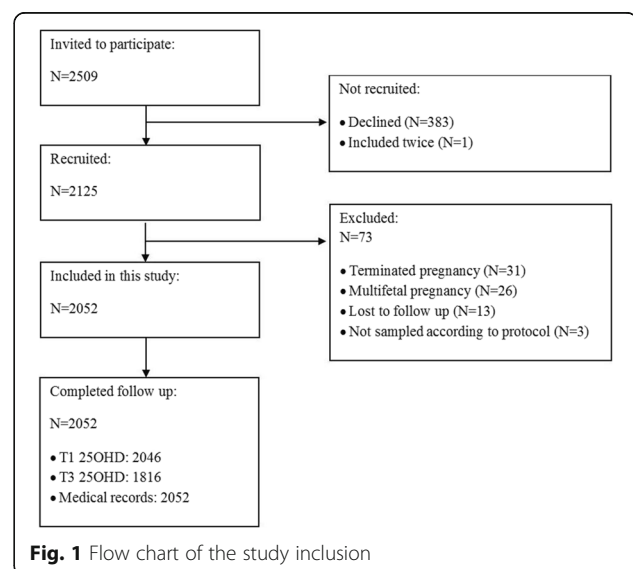 Invited to participate:
N=2509
Not recruited:
• Declined (N=383)
• Included twice (N=1)
Recruited:
N=2125
Excluded:
N=73
• Terminated pregnancy (N=31)
• Multifetal pregnancy (N=26)
• Lost to follow up (N=13)
• Not sampled according to protocol (N=3)
Included in this study:
N=2052
Completed follow up:
N=2052
• T1 25OHD: 2046
• T3 25OHD: 1816
• Medical records: 2052
Fig. 1 Flow chart of the study inclusion